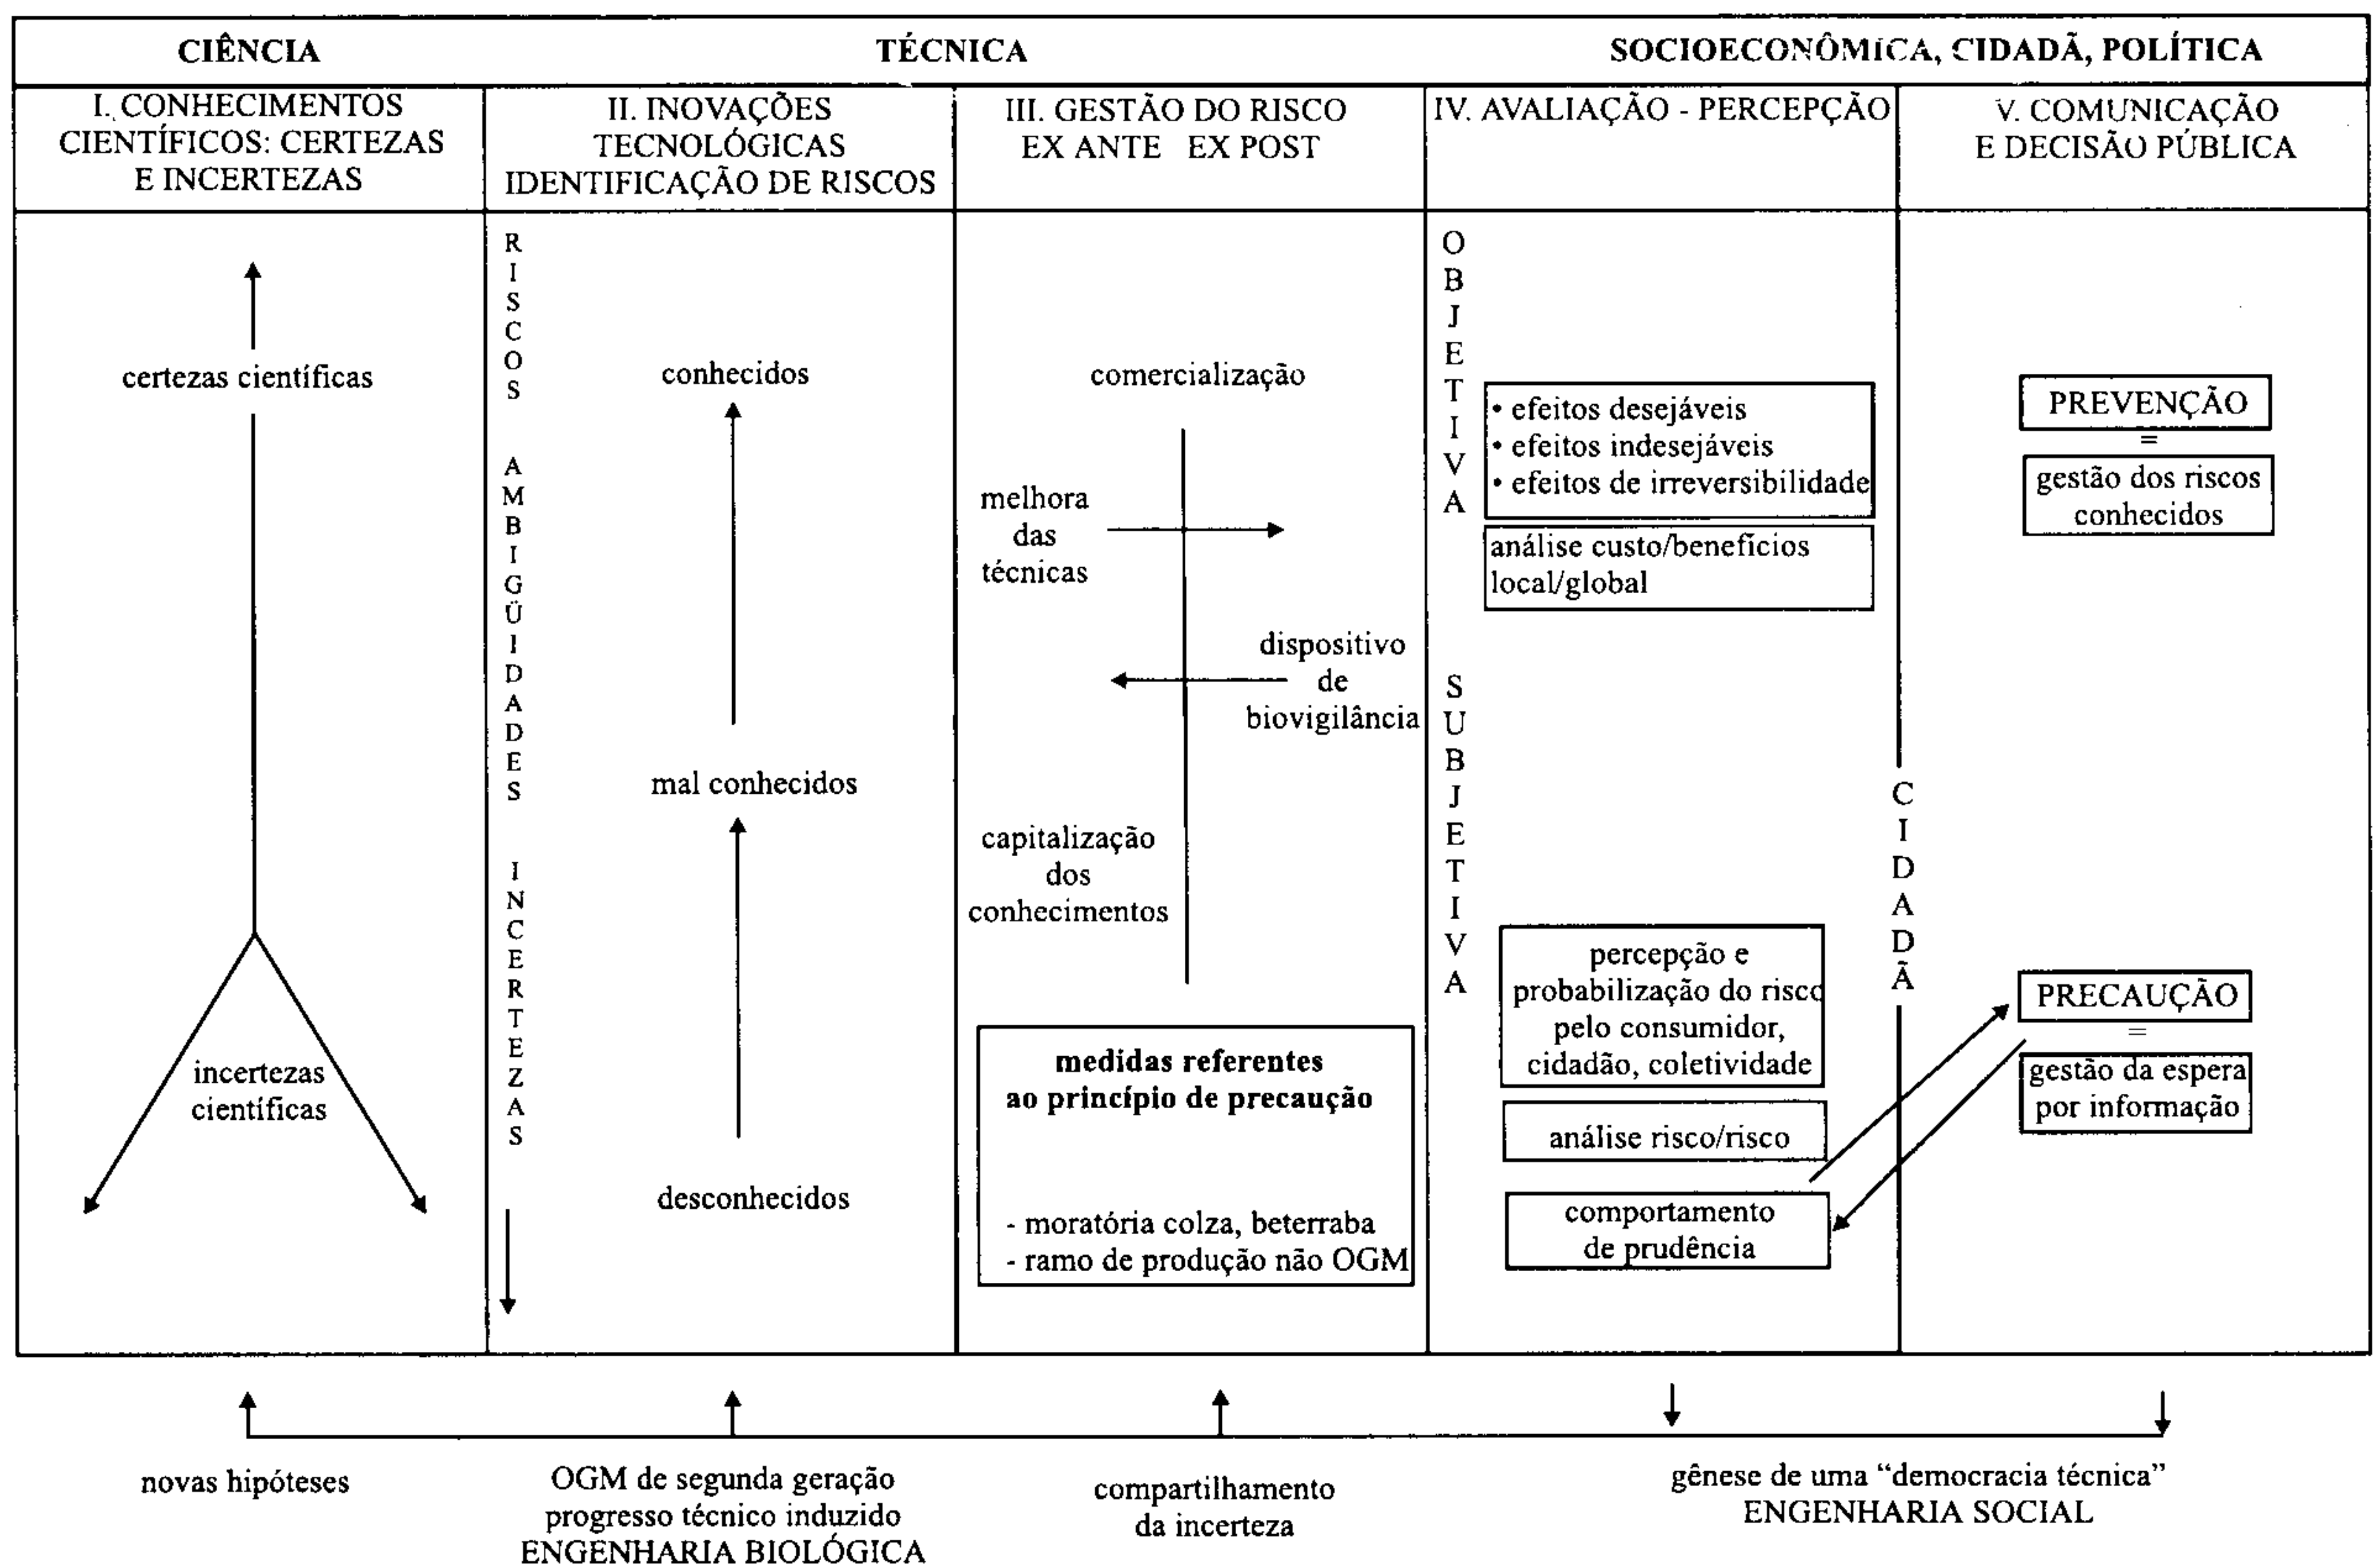 CIÊNCIA
TÉCNICA
SOCIOECONÔMICA, CIDADÃ, POLÍTICA
I. CONHECIMENTOS
CIENTÍFICOS: CERTEZAS
E INCERTEZAS
II. INOVAÇÕES
TECNOLÓGICAS
IDENTIFICAÇÃO DE RISCOS
III. GESTÃO DO RISCO
EX ANTE EX POST
IV. AVALIAÇÃO - PERCEPÇÃO
V. COMUNICAÇÃO
E DECISÃO PÚBLICA
certezas científicas
incertezas
científicas
RISCOS AMBIGÜIDADES INCERTEZAS
conhecidos
mal conhecidos
desconhecidos
comercialização
melhora
das
técnicas
dispositivo
de
biovigilância
capitalização
dos
conhecimentos
medidas referentes
ao princípio de precaução
- moratória colza, beterraba
- ramo de produção não OGM
OBJETIVA SUBJETIVA
• efeitos desejáveis
• efeitos indesejáveis
• efeitos de irreversibilidade
análise custo/benefícios
local/global
percepção e
probabilização do risco
pelo consumidor,
cidadão, coletividade
análise risco/risco
comportamento
de prudência
CIDADÃ
PREVENÇÃO
=
gestão dos riscos
conhecidos
PRECAUÇÃO
=
gestão da espera
por informação
novas hipóteses
OGM de segunda geração
progresso técnico induzido
ENGENHARIA BIOLÓGICA
compartilhamento
da incerteza
gênese de uma “democracia técnica”
ENGENHARIA SOCIAL